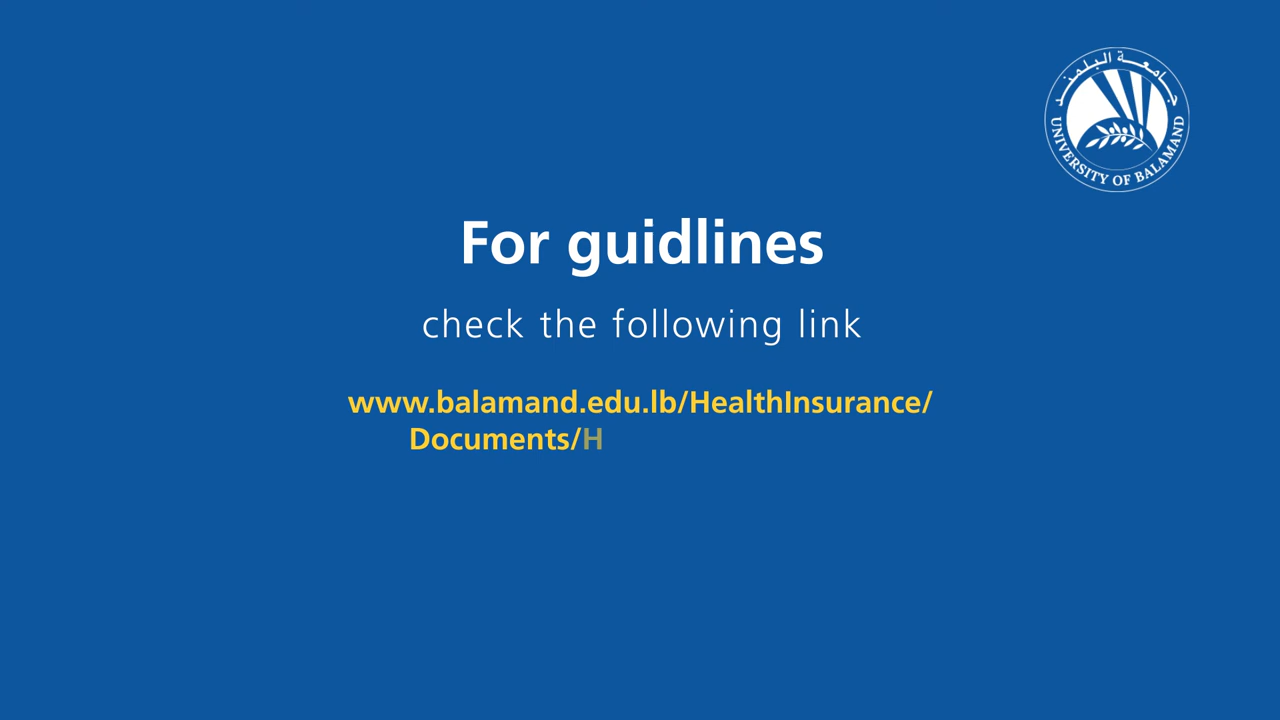 جامعة البلمند
UNIVERSITY OF BALAMAND
For guidlines
check the following link
www.balamand.edu.lb/HealthInsurance/
Documents/H